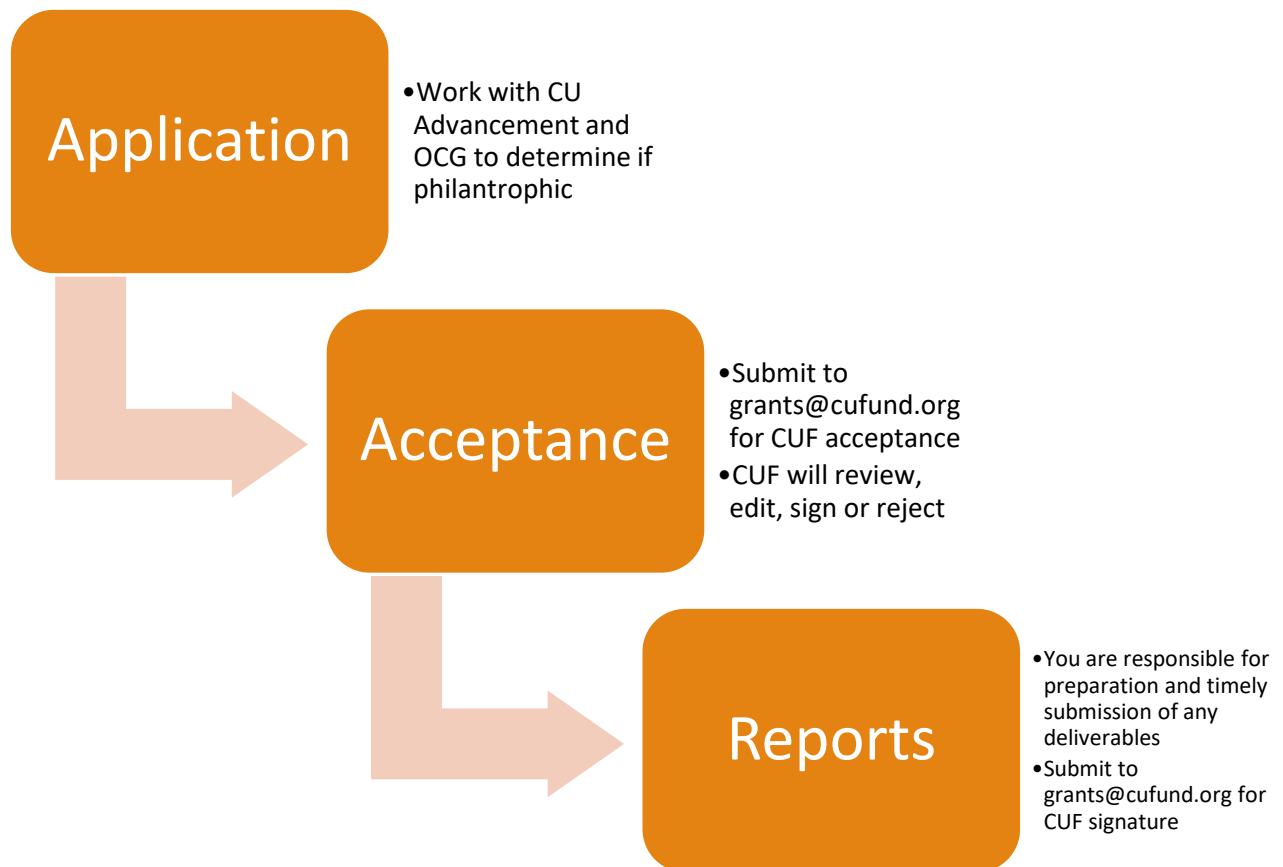 Application
•Work with CU
Advancement and
OCG to determine if
philantrophic
Acceptance
•Submit to
grants@cufund.org
for CUF acceptance
•CUF will review,
edit, sign or reject
Reports
•You are responsible for
preparation and timely
submission of any
deliverables
•Submit to
grants@cufund.org for
CUF signature